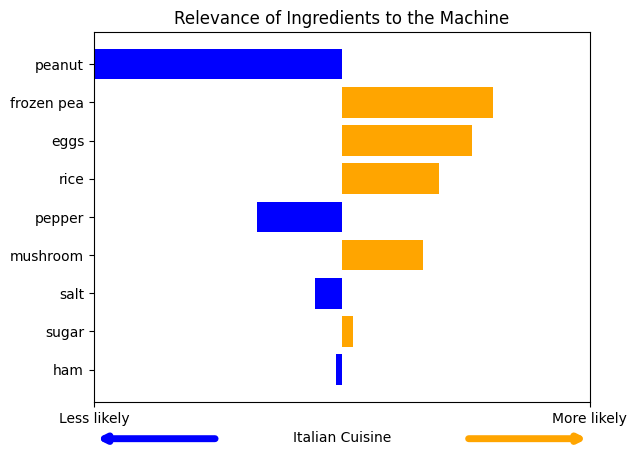 Relevance of Ingredients to the Machine
peanut
frozen pea
eggs
rice
pepper
mushroom
salt
sugar
ham
Less likely
More likely
Italian Cuisine